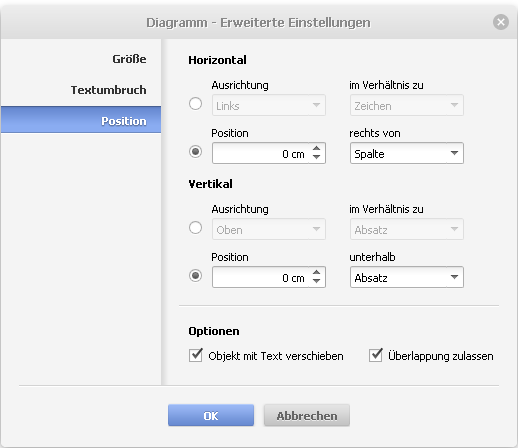 Diagramm - Erweiterte Einstellungen
Größe
Textumbruch
Position
Horizontal
Ausrichtung im Verhältnis zu
Links Zeichen
Position rechts von
0 cm Spalte
Vertikal
Ausrichtung im Verhältnis zu
Oben Absatz
Position unterhalb
0 cm Absatz
Optionen
Objekt mit Text verschieben Überlappung zulassen
OK Abbrechen